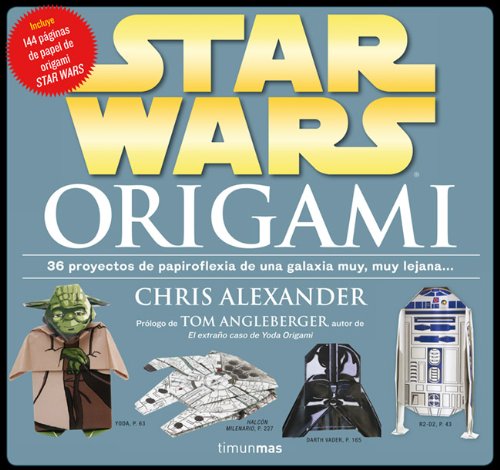 Incluye
144 páginas
de papel de
origami
STAR WARS
STAR
WARS®
ORIGAMI
36 proyectos de papiroflexia de una galaxia muy, muy lejana...
CHRIS ALEXANDER
Prólogo de TOM ANGLEBERGER autor de
El extraño caso de Yoda Origami
YODA, P. 63
HALCÓN
MILENARIO, P. 237
DARTH VADER, P. 165
R2-D2, P. 43
timunmas